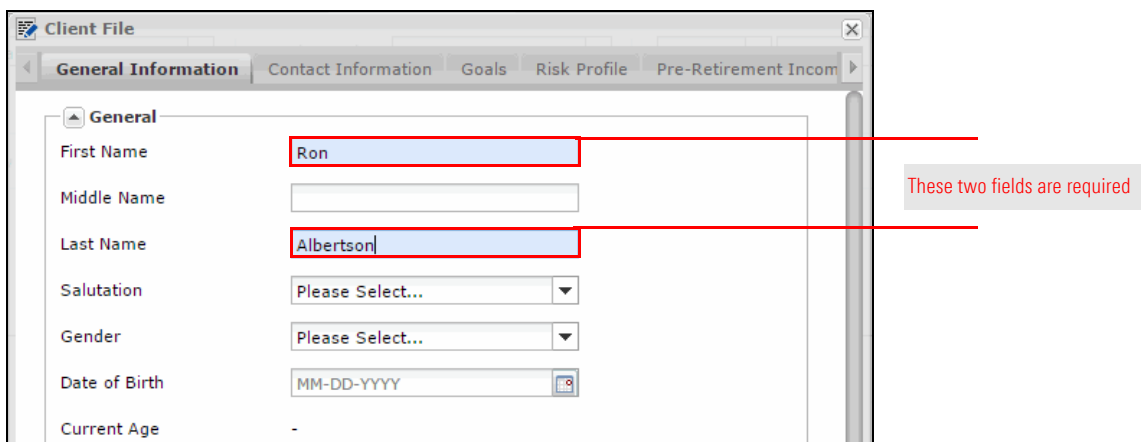 Client File
General Information Contact Information Goals Risk Profile Pre-Retirement Incom
General
First Name Ron
These two fields are required
Middle Name
Last Name Albertson
Salutation Please Select...
Gender Please Select...
Date of Birth MM-DD-YYYY
Current Age -